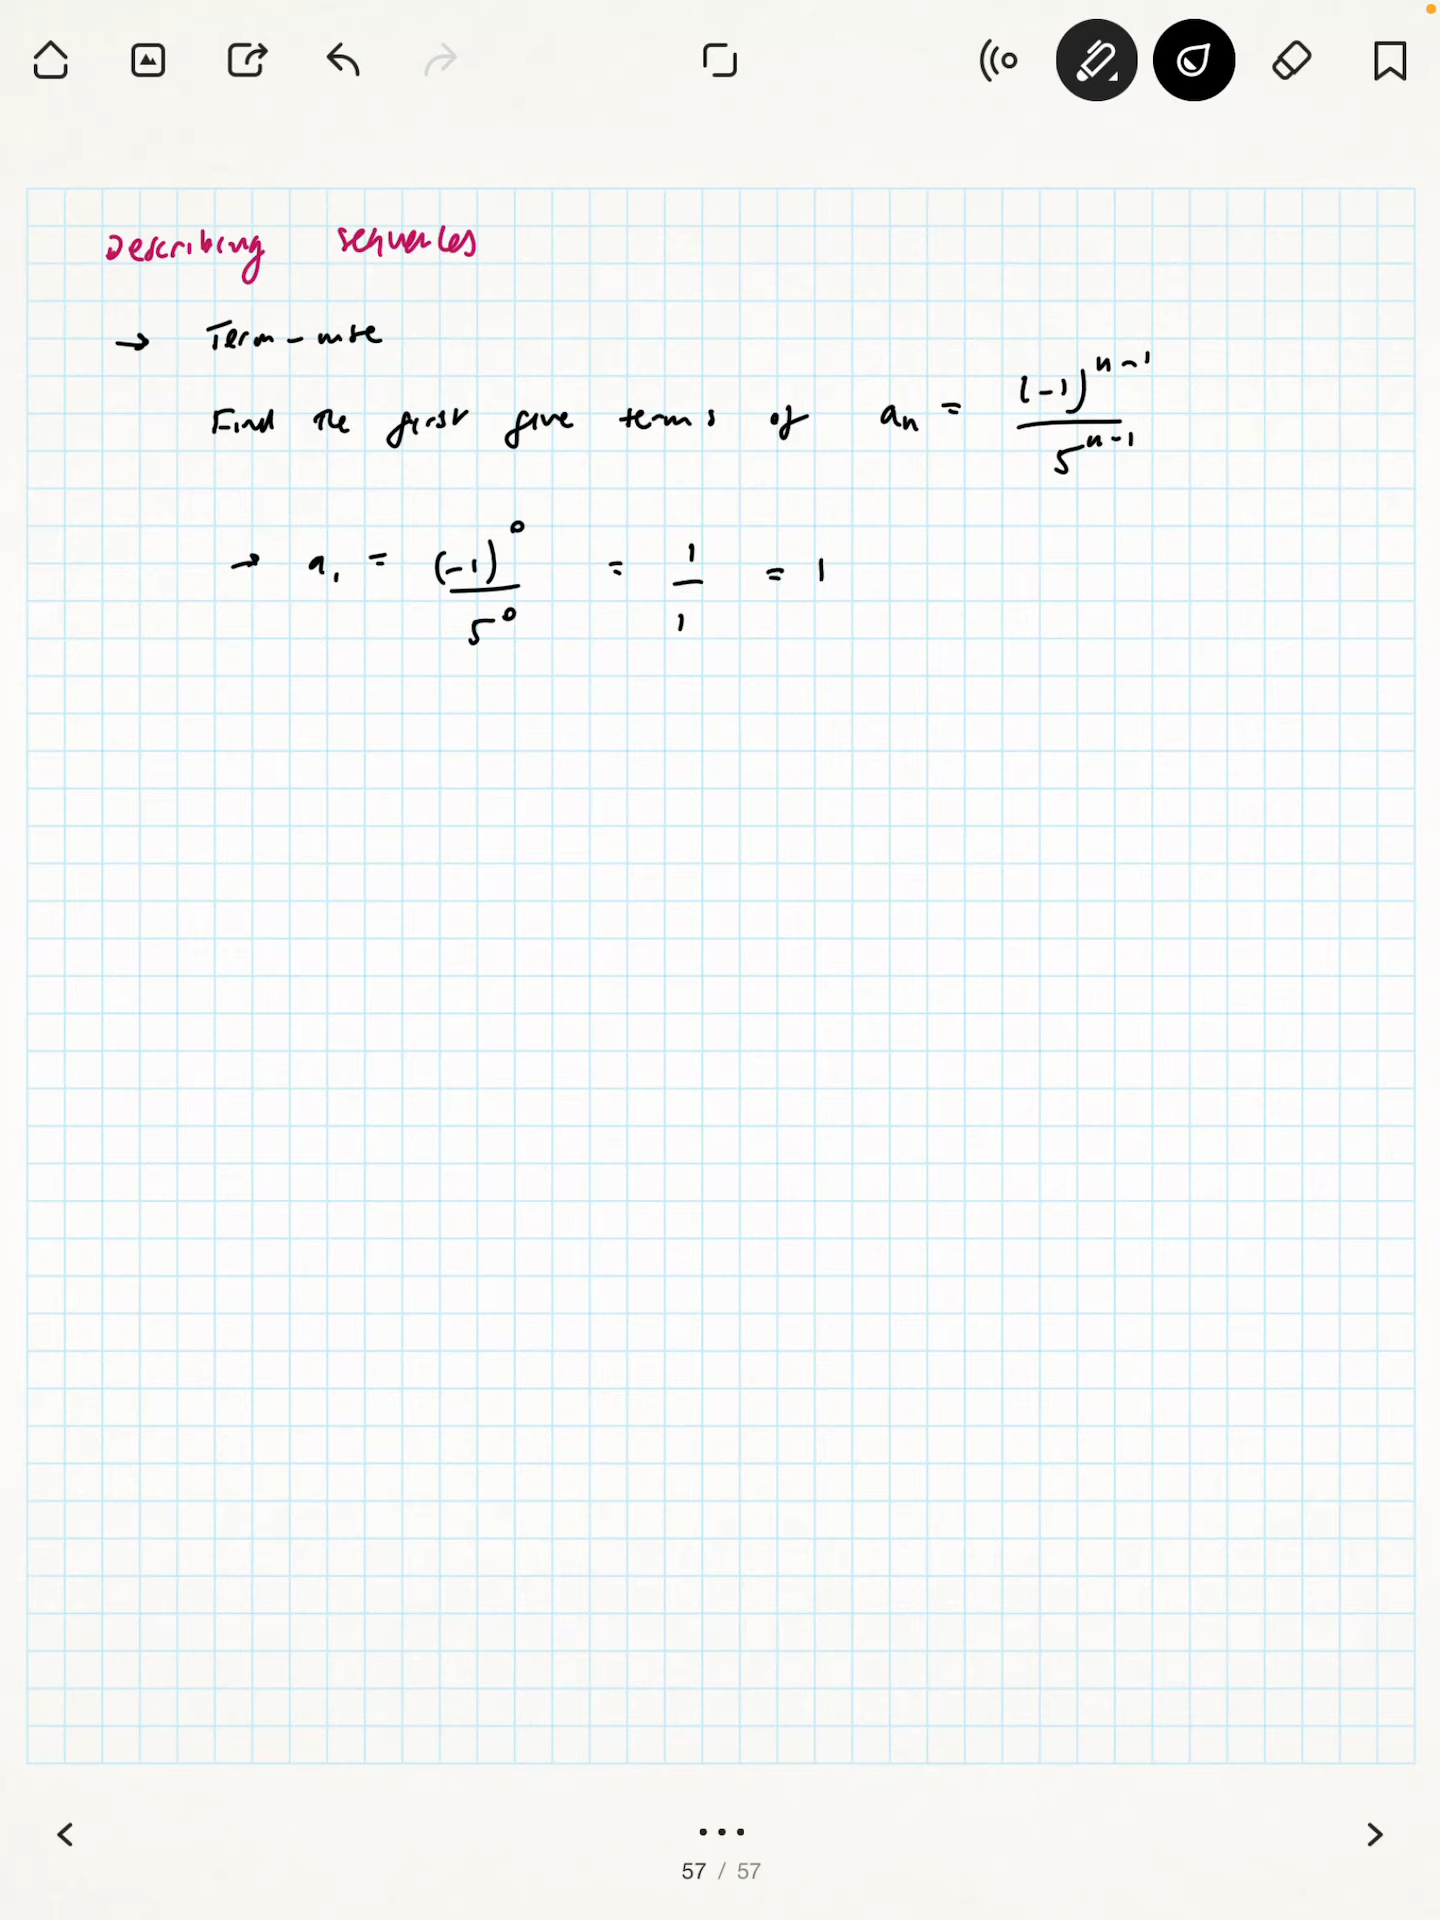 Describing sequences
→ Term-wise
Find the first five terms of aₙ = (-1)ⁿ⁻¹ / 5ⁿ⁻¹
→ a₁ = (-1)⁰ / 5⁰ = 1/1 = 1
57 / 57